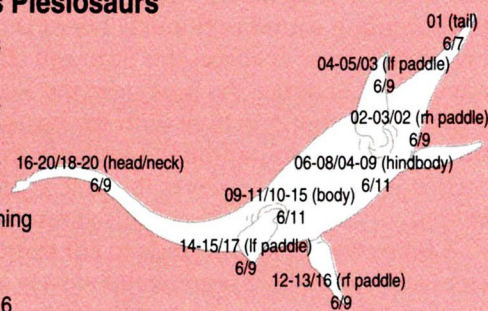 s Plesiosaurs
01 (tail)
6/7
04-05/03 (lf paddle)
6/9
02-03/02 (rh paddle)
6/9
16-20/18-20 (head/neck)
6/9
06-08/04-09 (hindbody)
6/11
09-11/10-15 (body)
6/11
ning
14-15/17 (lf paddle)
6/9
12-13/16 (rf paddle)
6/9
6